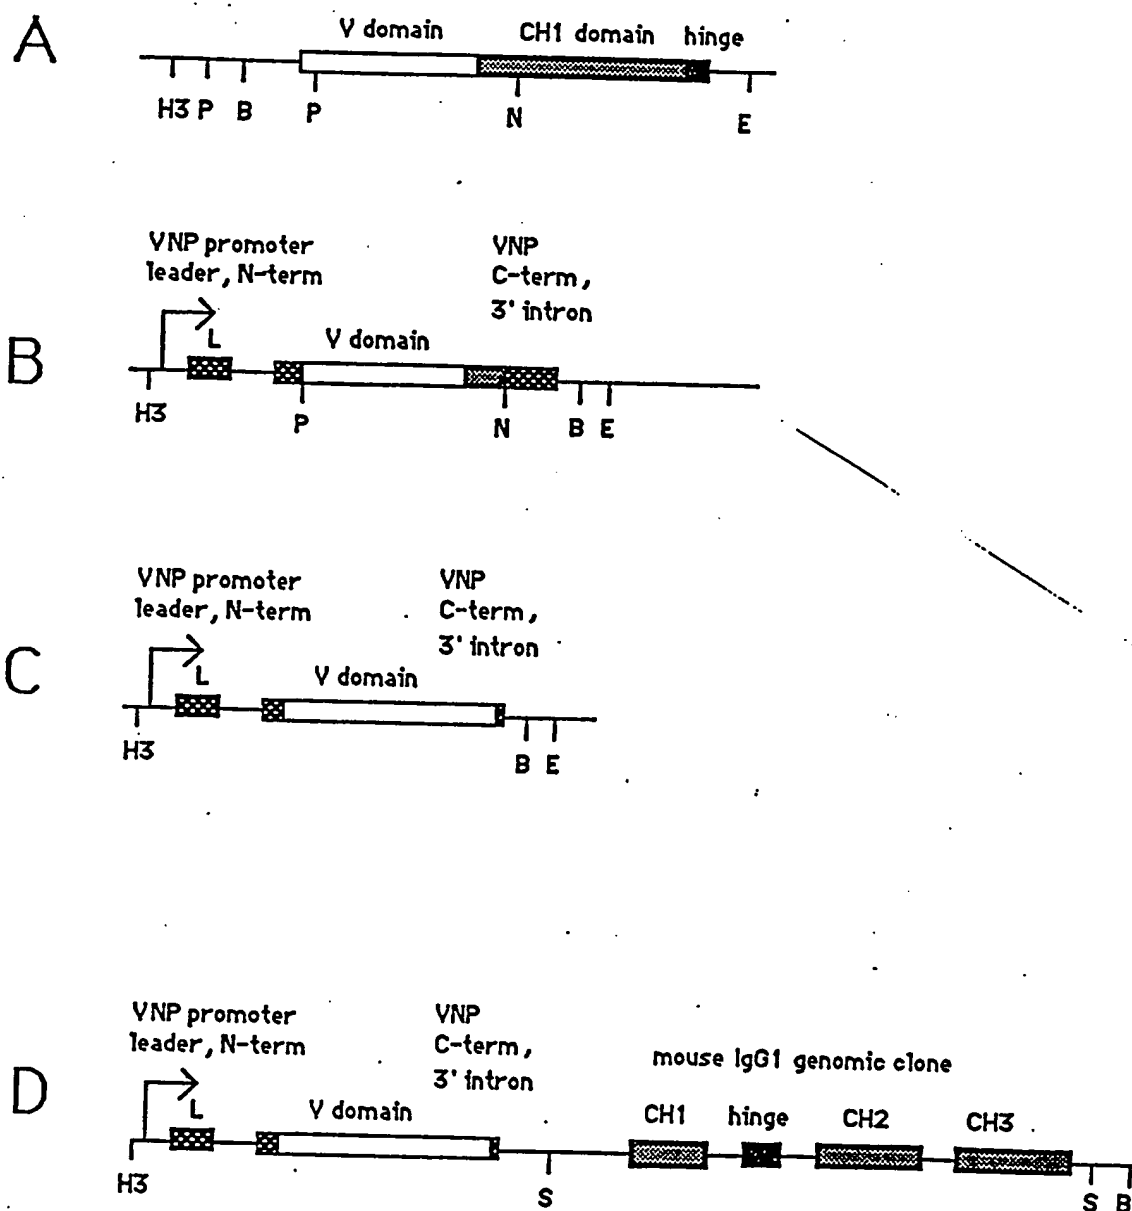 A
V domain CH1 domain hinge
H3 P B P N E
VNP promoter
leader, N-term
VNP
C-term,
3' intron
B
L
V domain
H3 P N B E
VNP promoter
leader, N-term
VNP
C-term,
3' intron
C
L
V domain
H3 B E
VNP promoter
leader, N-term
VNP
C-term,
3' intron
mouse IgG1 genomic clone
D
L
V domain
CH1 hinge CH2 CH3
H3 S S B